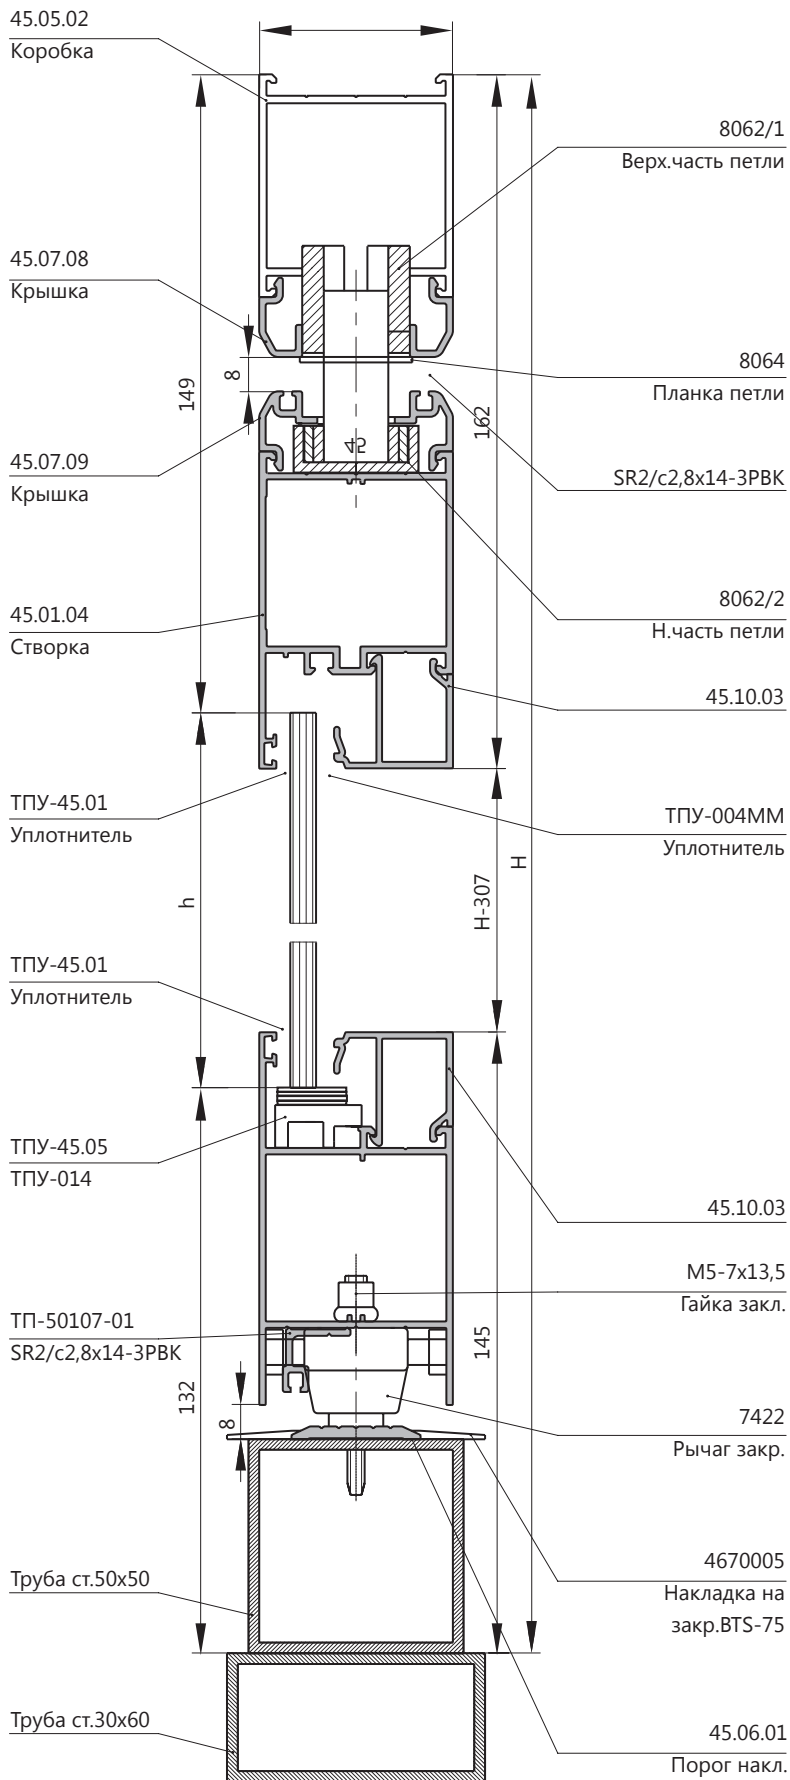 45.05.02
Коробка
8062/1
Верх.часть петли
45.07.08
Крышка
8064
Планка петли
149
8
162
45
45.07.09
Крышка
SR2/c2,8x14-3PBK
45.01.04
Створка
8062/2
Н.часть петли
45.10.03
ТПУ-45.01
Уплотнитель
ТПУ-004ММ
Уплотнитель
h
H-307
H
ТПУ-45.01
Уплотнитель
ТПУ-45.05
ТПУ-014
45.10.03
М5-7х13,5
Гайка закл.
ТП-50107-01
SR2/c2,8x14-3PBK
132
8
145
7422
Рычаг закр.
4670005
Накладка на
закр.BTS-75
Труба ст.50х50
Труба ст.30х60
45.06.01
Порог накл.